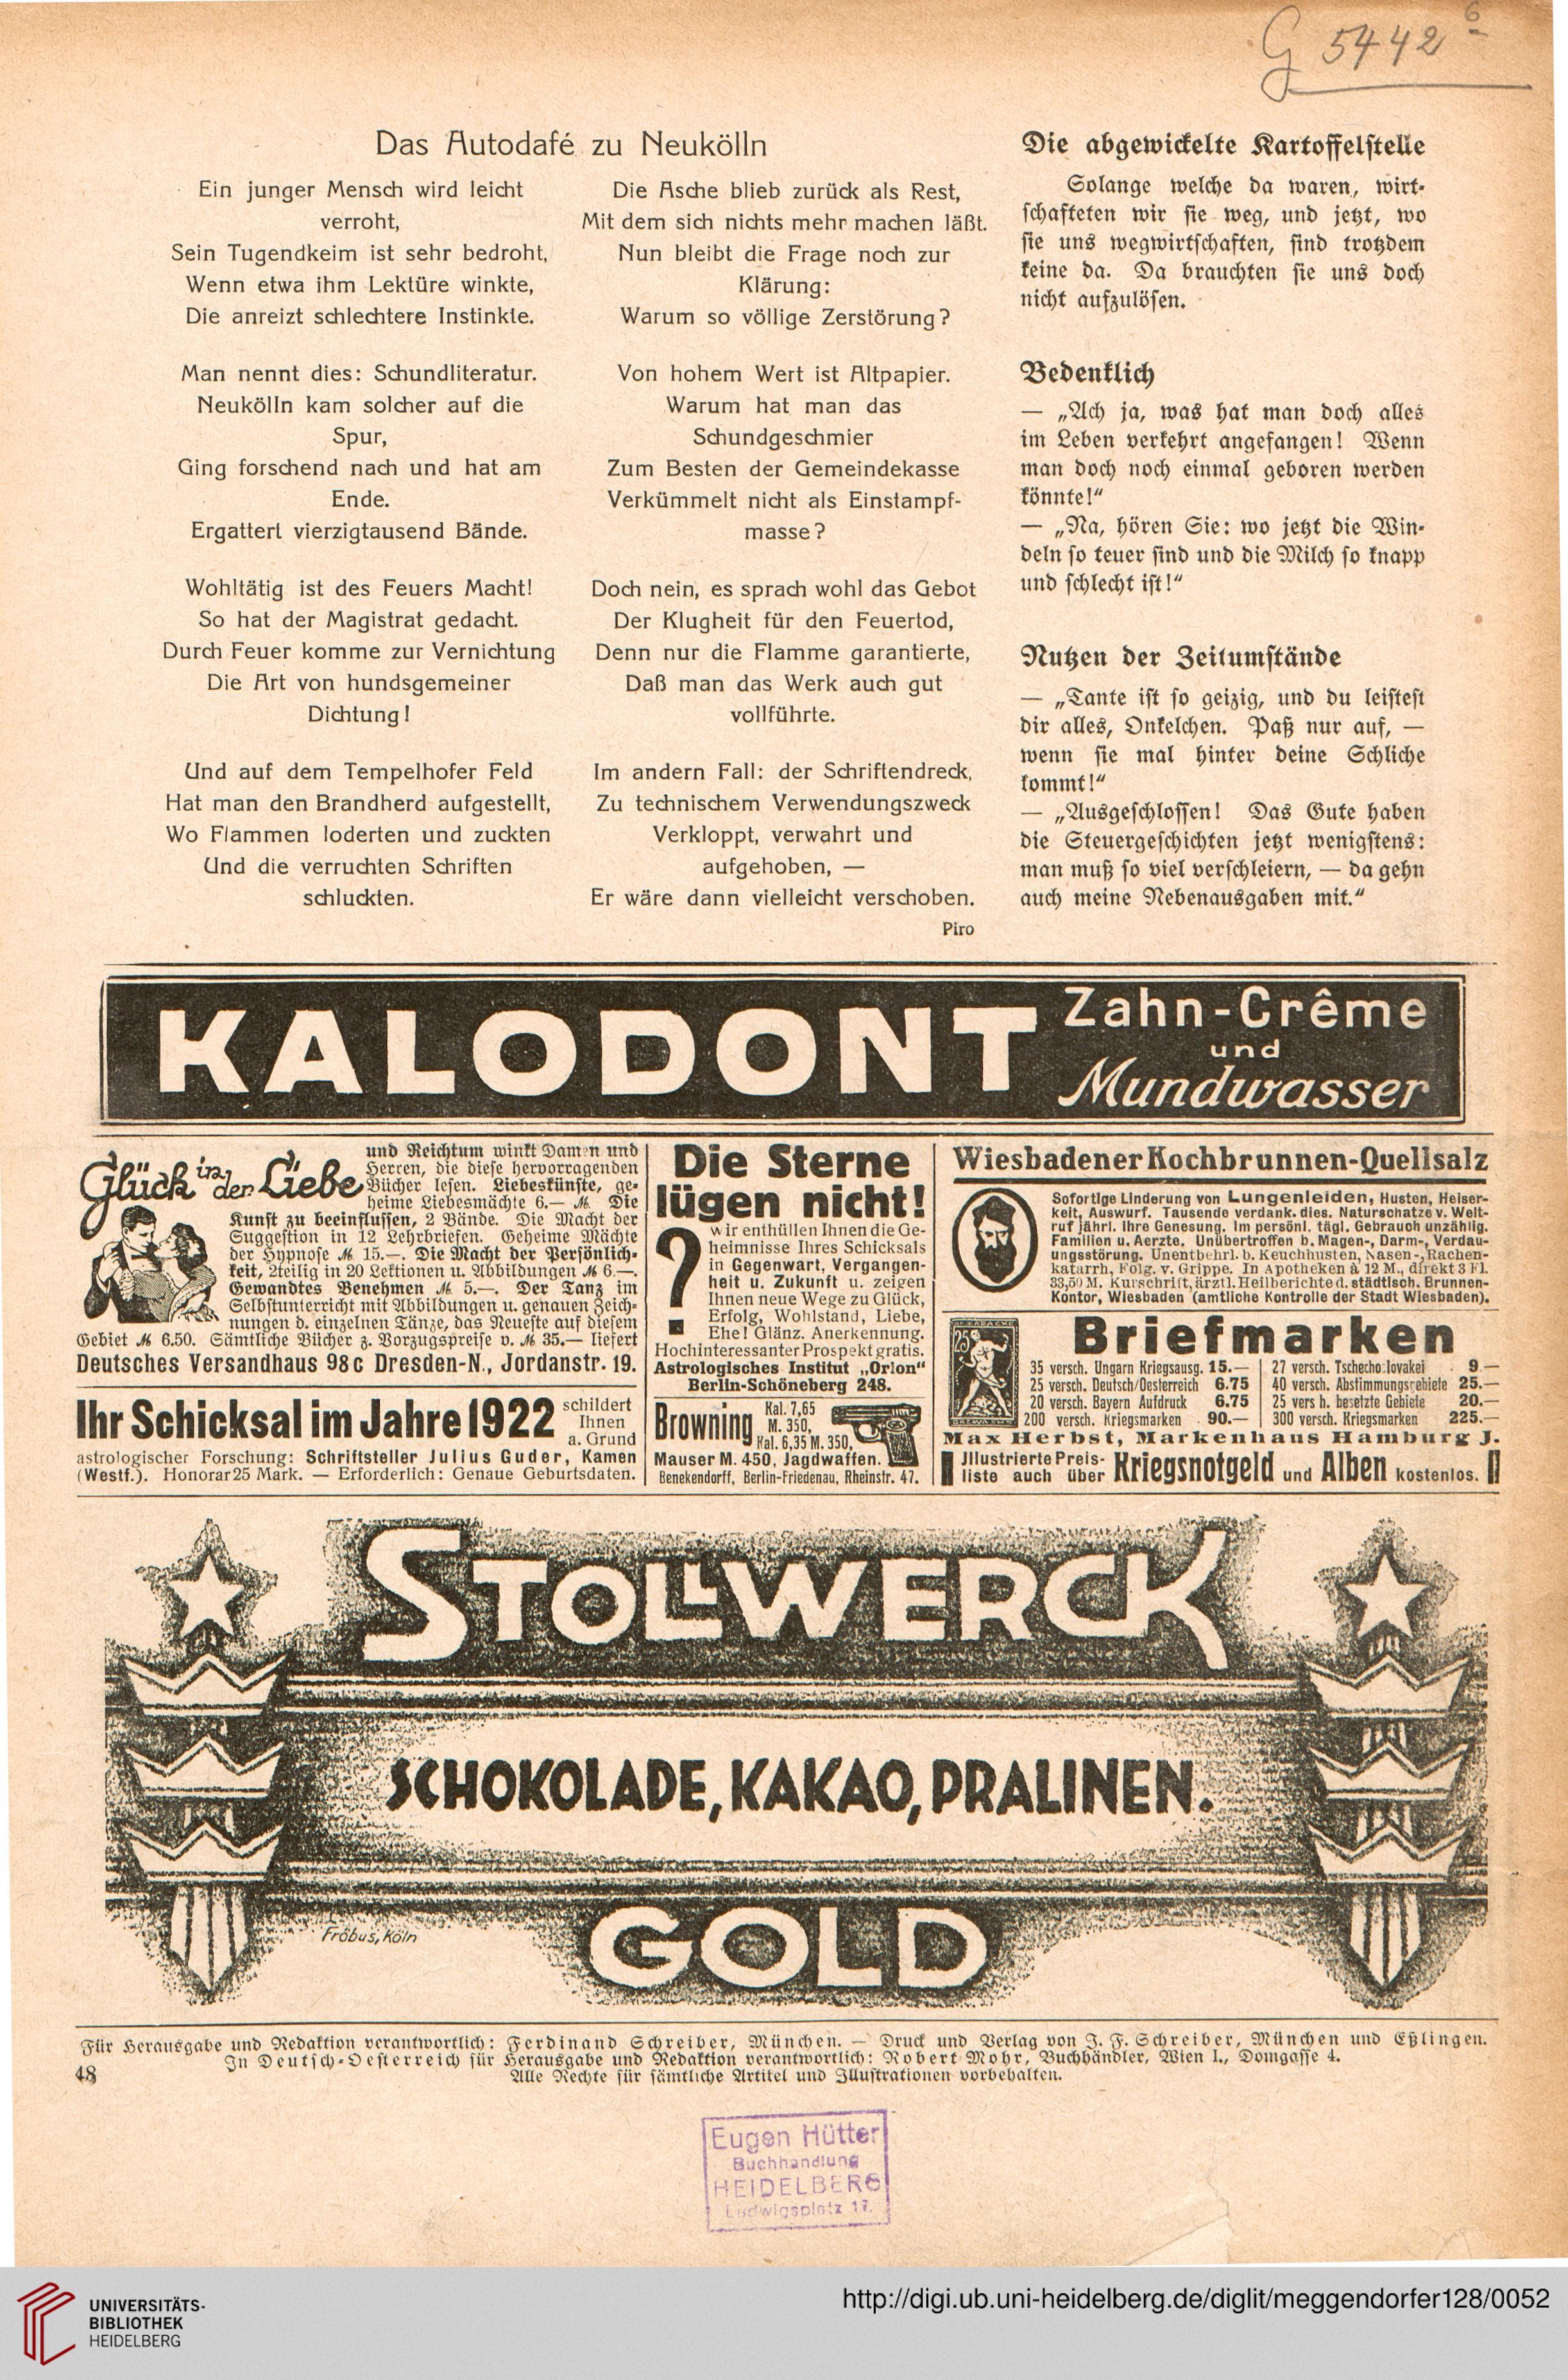 G 5442 6
Das Autodafé zu Neukölln
Ein junger Mensch wird leicht
verroht,
Sein Tugendkeim ist sehr bedroht,
Wenn etwa ihm Lektüre winkte,
Die anreizt schlechtere Instinkte.
Man nennt dies: Schundliteratur.
Neukölln kam solcher auf die
Spur,
Ging forschend nach und hat am
Ende.
Ergattert vierzigtausend Bände.
Wohltätig ist des Feuers Macht!
So hat der Magistrat gedacht.
Durch Feuer komme zur Vernichtung
Die Art von hundsgemeiner
Dichtung!
Und auf dem Tempelhofer Feld
Hat man den Brandherd aufgestellt,
Wo Flammen loderten und zuckten
Und die verruchten Schriften
schluckten.
Die Asche blieb zurück als Rest,
Mit dem sich nichts mehr machen läßt.
Nun bleibt die Frage noch zur
Klärung:
Warum so völlige Zerstörung?
Von hohem Wert ist Altpapier.
Warum hat man das
Schundgeschmier
Zum Besten der Gemeindekasse
Verkümmelt nicht als Einstampf-
masse?
Doch nein, es sprach wohl das Gebot
Der Klugheit für den Feuertod,
Denn nur die Flamme garantierte,
Daß man das Werk auch gut
vollführte.
Im andern Fall: der Schriftendreck,
Zu technischem Verwendungszweck
Verkloppt, verwahrt und
aufgehoben, —
Er wäre dann vielleicht verschoben.
Piro
Die abgewickelte Kartoffelstelle
Solange welche da waren, wirt-
schafteten wir sie weg, und jetzt, wo
sie uns wegwirtschaften, sind trotzdem
keine da. Da brauchten sie uns doch
nicht aufzulösen.
Bedenklich
— „Ach ja, was hat man doch alles
im Leben verkehrt angefangen! Wenn
man doch noch einmal geboren werden
könnte!“
— „Na, hören Sie: wo jetzt die Win-
deln so teuer sind und die Milch so knapp
und schlecht ist!“
Nutzen der Zeitumstände
— „Tante ist so geizig, und du leistest
dir alles, Onkelchen. Paß nur auf, —
wenn sie mal hinter deine Schliche
kommt!“
— „Ausgeschlossen! Das Gute haben
die Steuergeschichten jetzt wenigstens:
man muß so viel verschleiern, — da gehn
auch meine Nebenausgaben mit.“
KALODONT Zahn-Crême
und
Mundwasser
Glück in der Liebe
und Reichtum winkt Damen und
Herren, die diese hervorragenden
Bücher lesen. Liebeskünste, ge-
heime Liebesmächte 6.— M. Die
Kunst zu beeinflussen, 2 Bände. Die Macht der
Suggestion in 12 Lehrbriefen. Geheime Mächte
der Hypnose M. 15.—. Die Macht der Persönlich-
keit, 2teilig in 20 Lektionen u. Abbildungen M 6.—.
Gewandtes Benehmen M. 5.—. Der Tanz im
Selbstunterricht mit Abbildungen u. genauen Zeich-
nungen d. einzelnen Tänze, das Neueste auf diesem
Gebiet M 6.50. Sämtliche Bücher z. Vorzugspreise v. M. 35.— liefert
Deutsches Versandhaus 98c Dresden-N., Jordanstr. 19.
Ihr Schicksal im Jahre 1922 schildert
Ihnen
a. Grund
astrologischer Forschung: Schriftsteller Julius Guder, Kamen
(Westf.). Honorar 25 Mark. — Erforderlich: Genaue Geburtsdaten.
Die Sterne
lügen nicht!
?
Wir enthüllen Ihnen die Ge-
heimnisse Ihres Schicksals
in Gegenwart, Vergangen-
heit u. Zukunft u. zeigen
Ihnen neue Wege zu Glück,
Erfolg, Wohlstand, Liebe,
Ehe! Glänz. Anerkennung.
Hochinteressanter Prospekt gratis.
Astrologisches Institut „Orion“
Berlin-Schöneberg 248.
Browning Kal. 7,65
M. 350,
Kal. 6,35 M. 350,
Mauser M. 450, Jagdwaffen.
Benekendorff, Berlin-Friedenau, Rheinstr. 47.
Wiesbadener Kochbrunnen-Quellsalz
Sofortige Linderung von Lungenleiden, Husten, Heiser-
keit, Auswurf. Tausende verdank. dies. Naturschatze v. Welt-
ruf jährl. ihre Genesung. Im persönl. tägl. Gebrauch unzählig.
Familien u. Aerzte. Unübertroffen b. Magen-, Darm-, Verdau-
ungsstörung. Unentbehrl. b. Keuchhusten, Nasen-, Rachen-
katarrh, Folg. v. Grippe. In Apotheken à 12 M., direkt 3 Fl.
33,50 M. Kurschrift, ärztl. Heilberichte d. städtisch. Brunnen-
Kontor, Wiesbaden (amtliche Kontrolle der Stadt Wiesbaden).
25
Briefmarken
35 versch. Ungarn Kriegsausg. 15.—
25 versch. Deutsch/Oesterreich 6.75
20 versch. Bayern Aufdruck 6.75
200 versch. Kriegsmarken 90.—
27 versch. Tschechoslovakei 9.—
40 versch. Abstimmungsgebiete 25.—
25 versch. besetzte Gebiete 20.—
300 versch. Kriegsmarken 225.—
Max Herbst, Markenhaus Hamburg J.
Illustrierte Preis-
liste auch über Kriegsnotgeld und Alben kostenlos.
STOLLWERCK
SCHOKOLADE, KAKAO, PRALINEN.
GOLD
Fröbus, Köln
Für Herausgabe und Redaktion verantwortlich: Ferdinand Schreiber, München. — Druck und Verlag von J. F. Schreiber, München und Eßlingen.
In Deutsch-Oesterreich für Herausgabe und Redaktion verantwortlich: Robert Mohr, Buchhändler, Wien I., Domgasse 4.
Alle Rechte für sämtliche Artikel und Illustrationen vorbehalten.
48
Eugen Hütter
Buchhandlung
HEIDELBERG
Ludwigsplatz 17.
UNIVERSITÄTS-
BIBLIOTHEK
HEIDELBERG
http://digi.ub.uni-heidelberg.de/diglit/meggendorfer128/0052